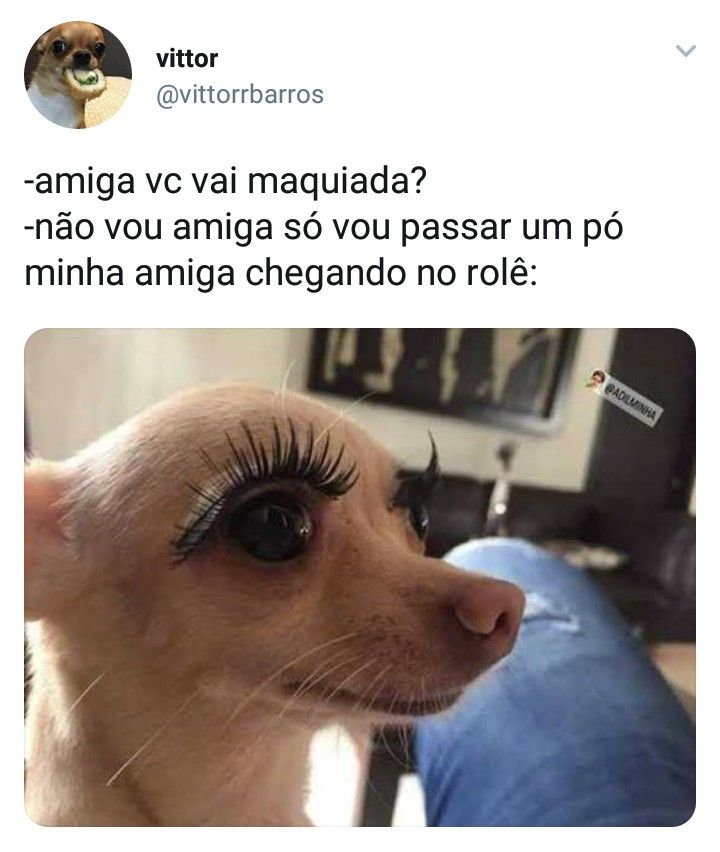 vittor
@vittorrbarros
-amiga vc vai maquiada?
-não vou amiga só vou passar um pó
minha amiga chegando no rolê:
@ADILMINHA